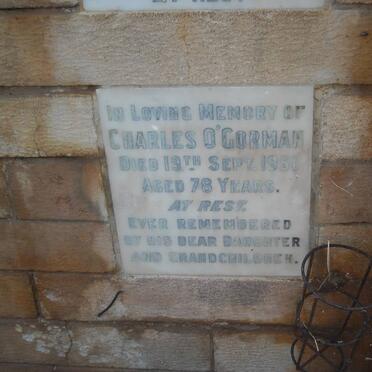 IN LOVING MEMORY OF
CHARLES O'GORMAN
DIED 19TH SEPT.
AGED 78 YEARS.
AT REST.
EVER REMEMBERED
BY HIS DEAR DAUGHTER
AND GRANDCHILDREN.